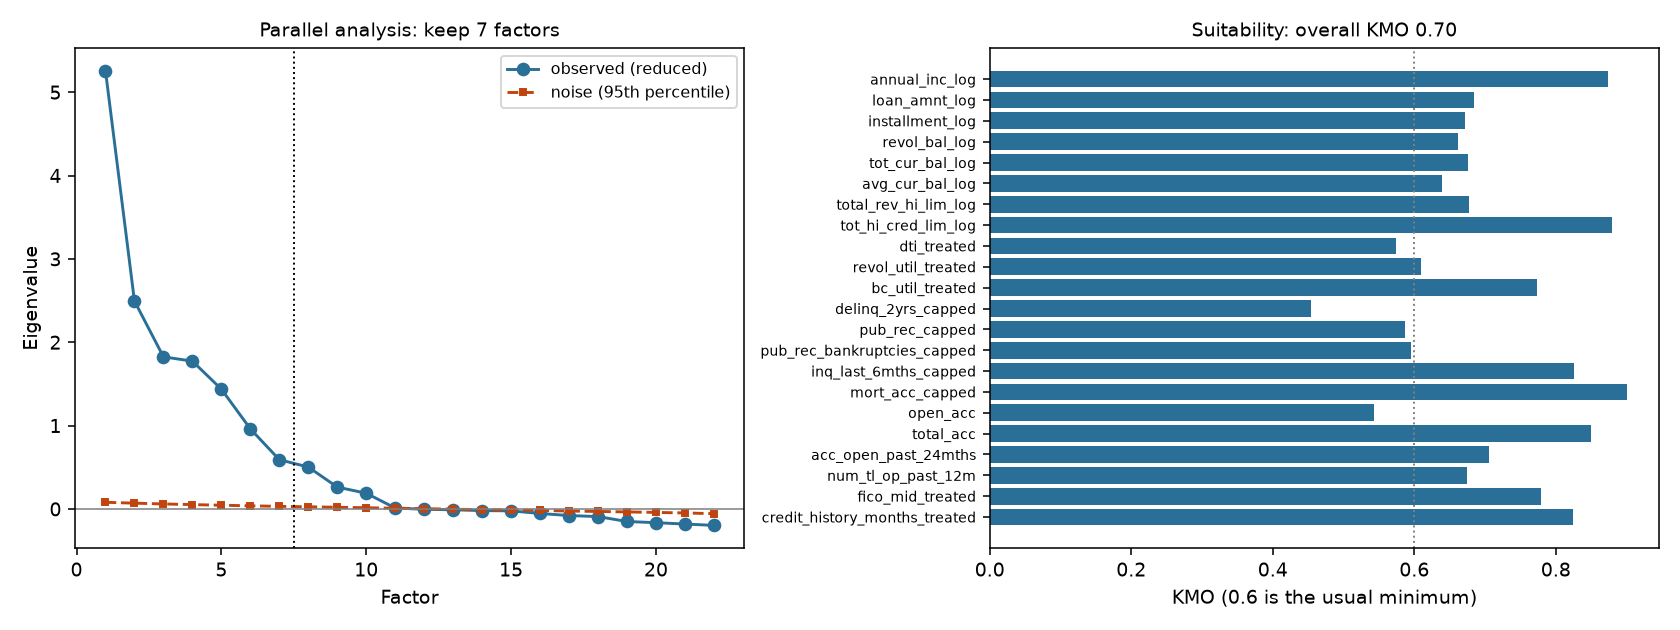 Parallel analysis: keep 7 factors
observed (reduced)
noise (95th percentile)
Eigenvalue
5
4
3
2
1
0
0
5
10
15
20
Factor
Suitability: overall KMO 0.70
annual_inc_log
loan_amnt_log
installment_log
revol_bal_log
tot_cur_bal_log
avg_cur_bal_log
total_rev_hi_lim_log
tot_hi_cred_lim_log
dti_treated
revol_util_treated
bc_util_treated
delinq_2yrs_capped
pub_rec_capped
pub_rec_bankruptcies_capped
inq_last_6mths_capped
mort_acc_capped
open_acc
total_acc
acc_open_past_24mths
num_tl_op_past_12m
fico_mid_treated
credit_history_months_treated
0.0
0.2
0.4
0.6
0.8
KMO (0.6 is the usual minimum)